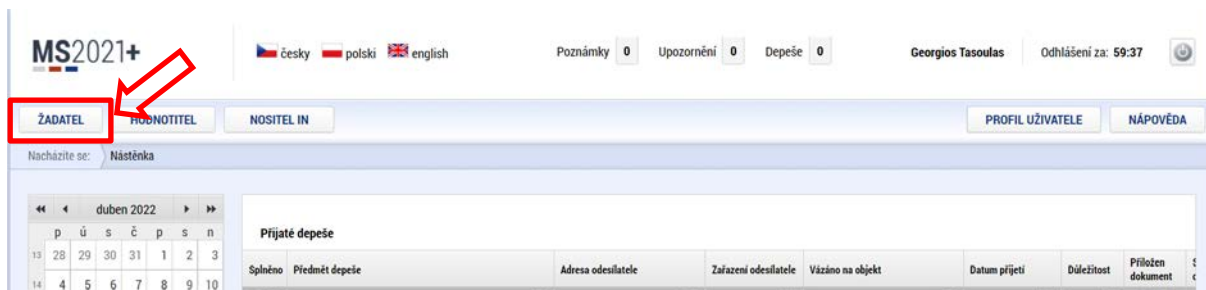 MS2021+ česky polski english Poznámky 0 Upozornění 0 Depeše 0 Georgios Tasoulas Odhlášení za: 59:37
ŽADATEL HODNOTITEL NOSITEL IN PROFIL UŽIVATELE NÁPOVĚDA
Nacházíte se: Nástěnka
duben 2022
p ú s č p s n
13 28 29 30 31 1 2 3
14 4 5 6 7 8 9 10
Přijaté depeše
Splněno Předmět depeše Adresa odesílatele Zařazení odesílatele Vázáno na objekt Datum přijetí Důležitost Přiložen dokument